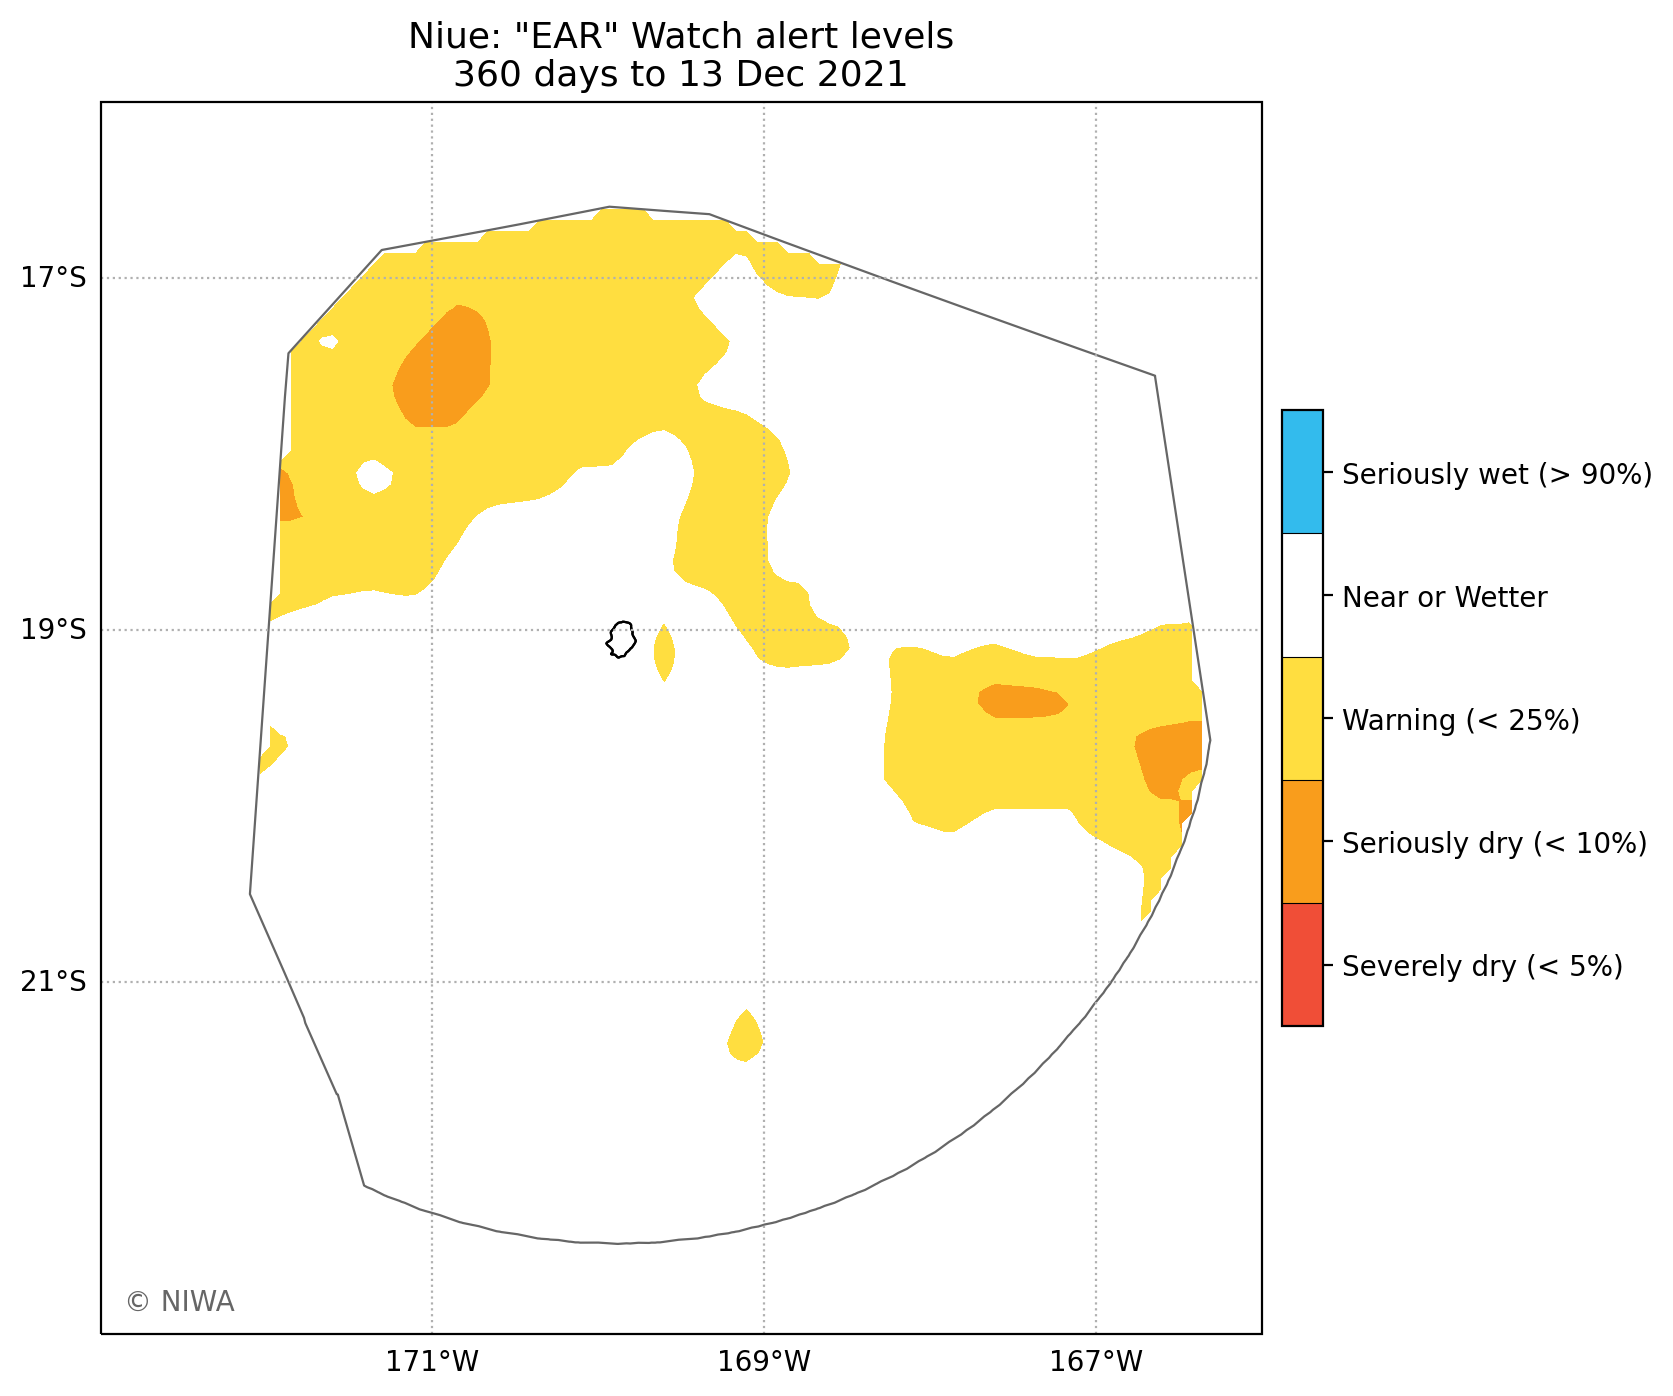 Niue: "EAR" Watch alert levels
360 days to 13 Dec 2021
17°S
19°S
21°S
171°W
169°W
167°W
Seriously wet (> 90%)
Near or Wetter
Warning (< 25%)
Seriously dry (< 10%)
Severely dry (< 5%)
© NIWA